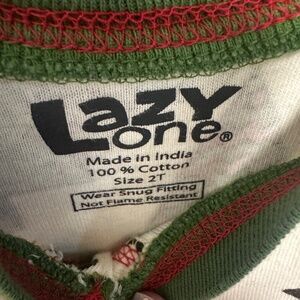 Lazy
one®
Made in India
100 % Cotton
Size 2T
Wear Snug Fitting
Not Flame Resistant